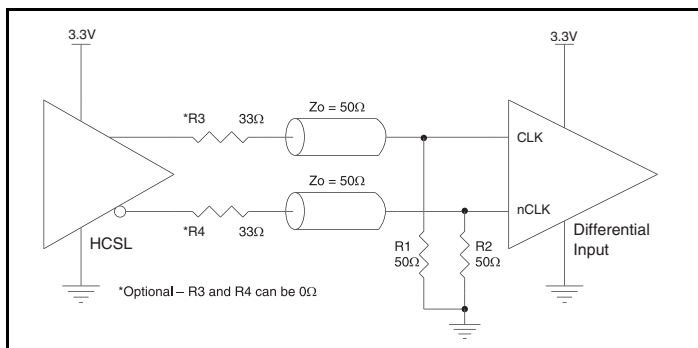 3.3V
3.3V
*R3
33Ω
Zo = 50Ω
CLK
Zo = 50Ω
nCLK
HCSL
*R4
33Ω
R1
50Ω
R2
50Ω
Differential
Input
*Optional – R3 and R4 can be 0Ω